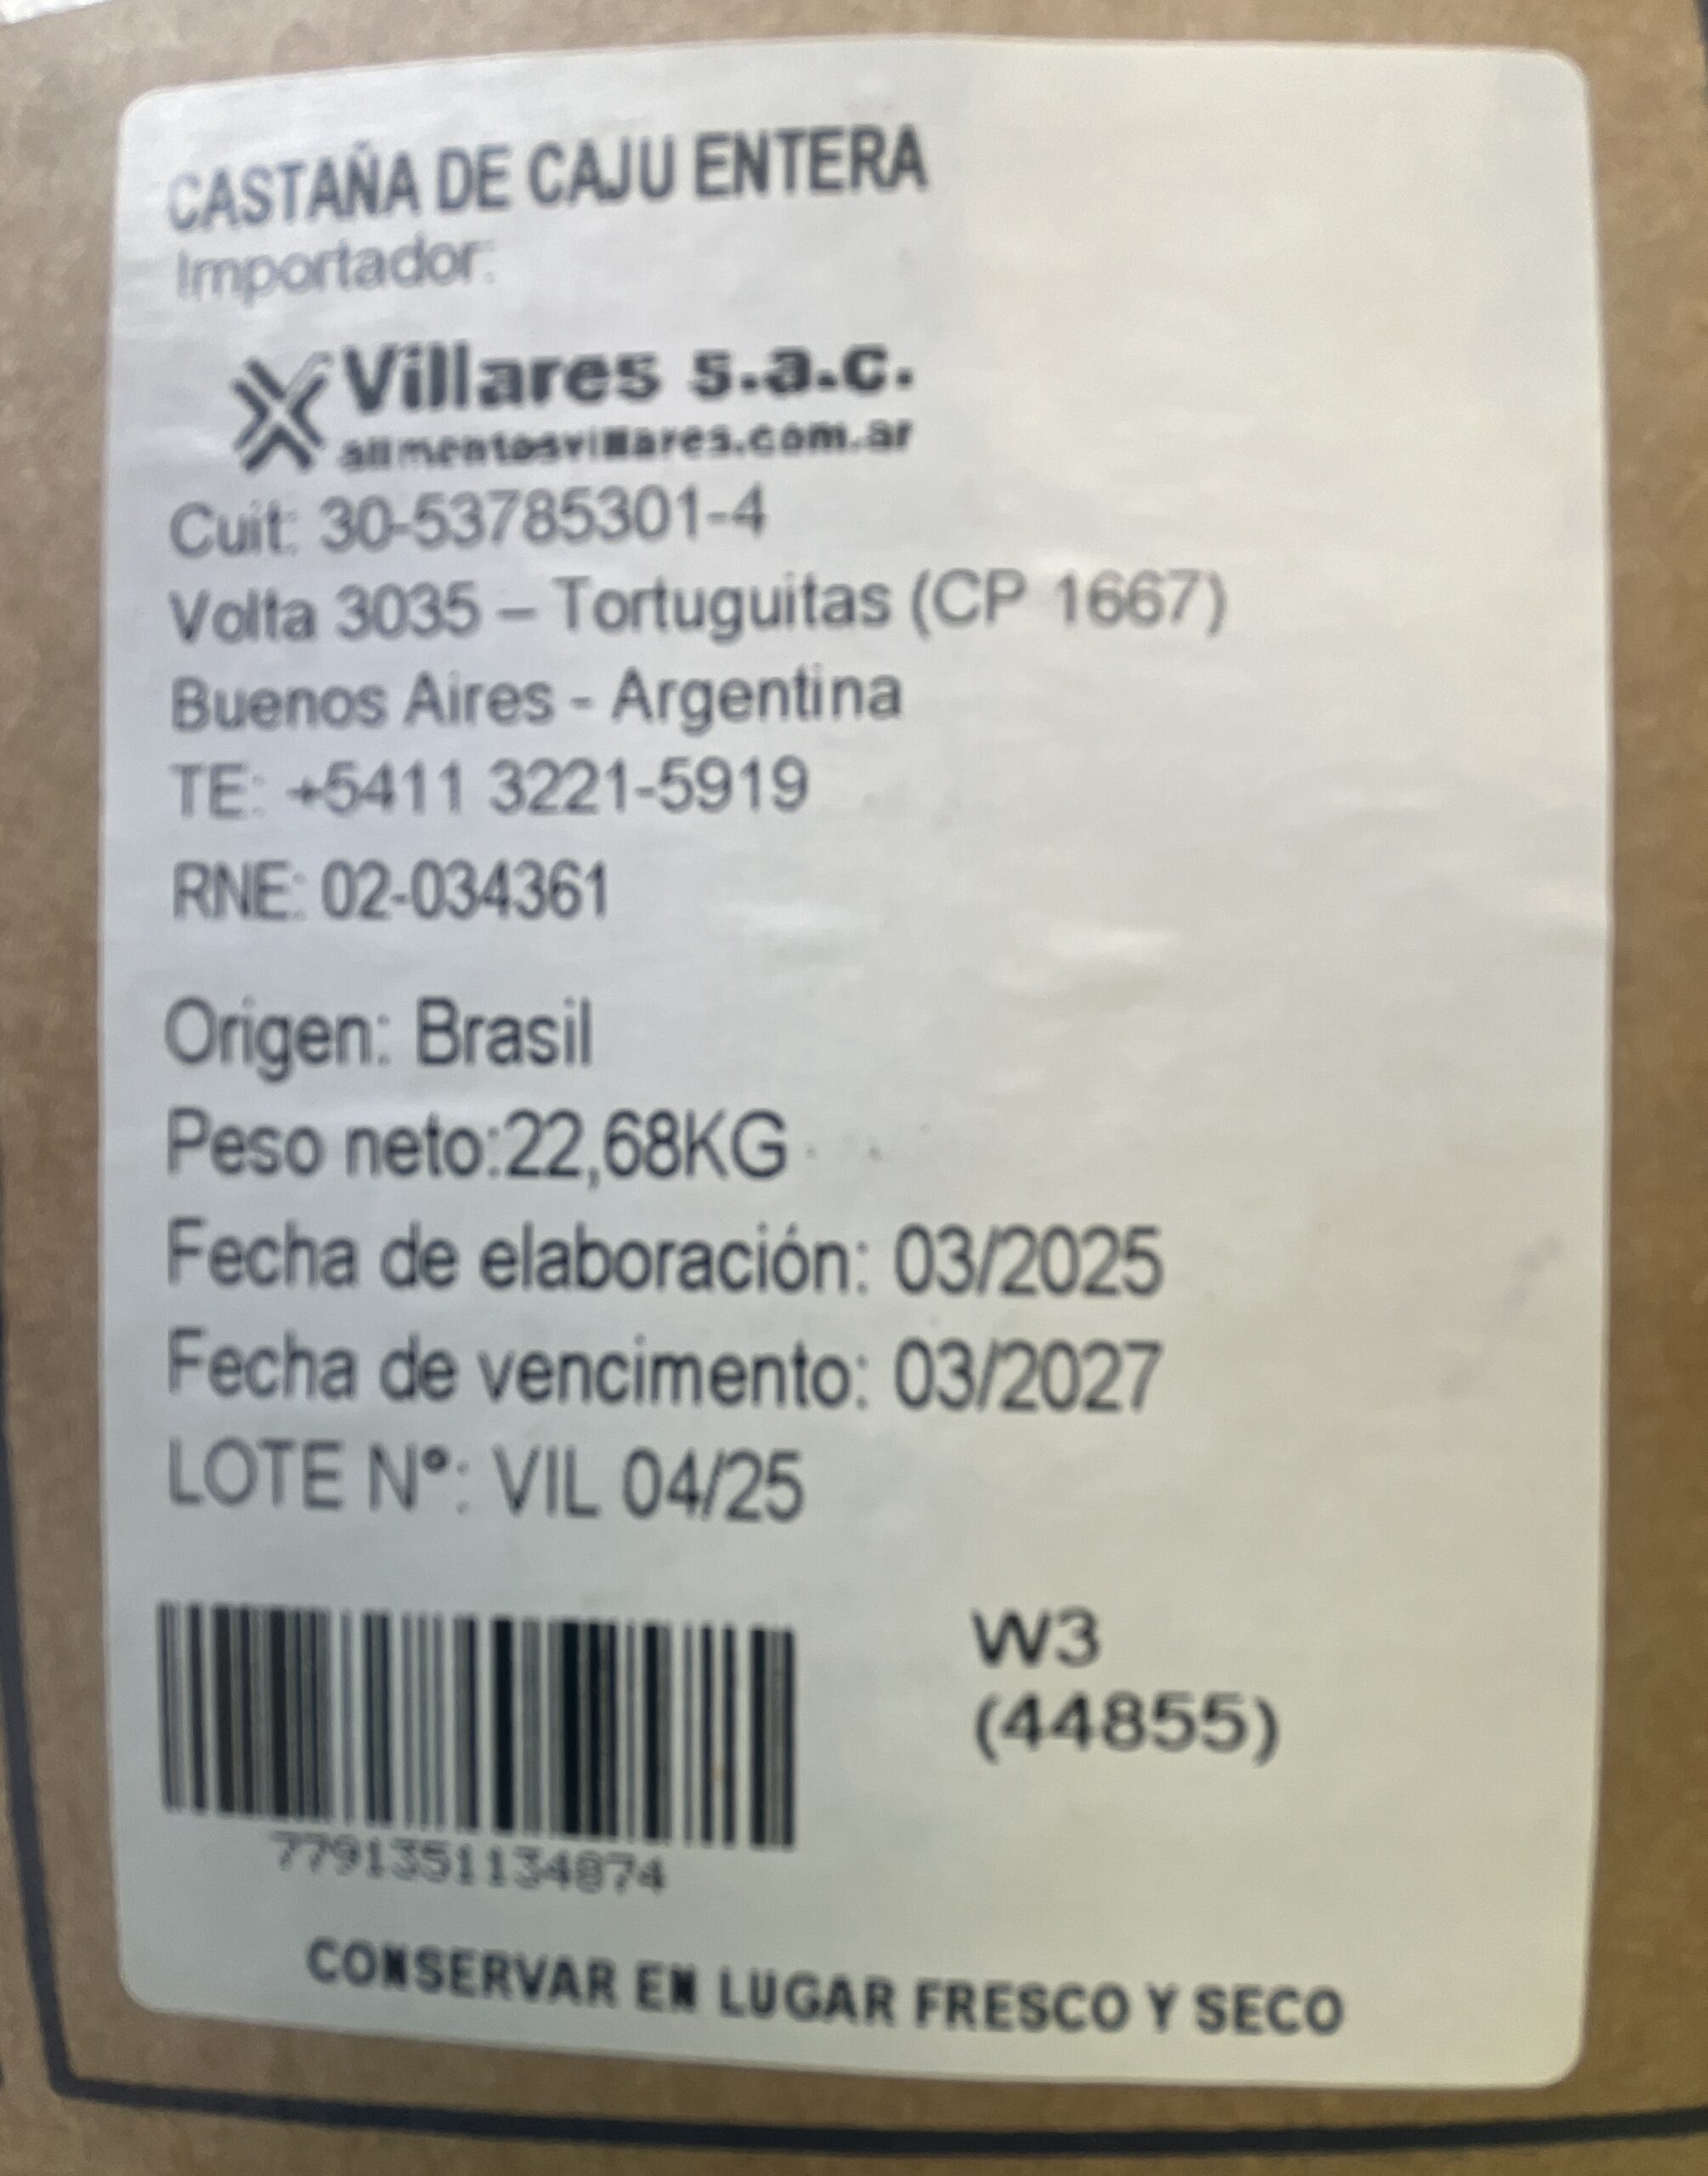 CASTAÑA DE CAJU ENTERA
Importador:
Villares s.a.c.
alimentosvillares.com.ar
Cuit: 30-53785301-4
Volta 3035 – Tortuguitas (CP 1667)
Buenos Aires - Argentina
TE: +5411 3221-5919
RNE: 02-034361
Origen: Brasil
Peso neto:22,68KG
Fecha de elaboración: 03/2025
Fecha de vencimento: 03/2027
LOTE N°: VIL 04/25
W3
(44855)
7791351134874
CONSERVAR EN LUGAR FRESCO Y SECO